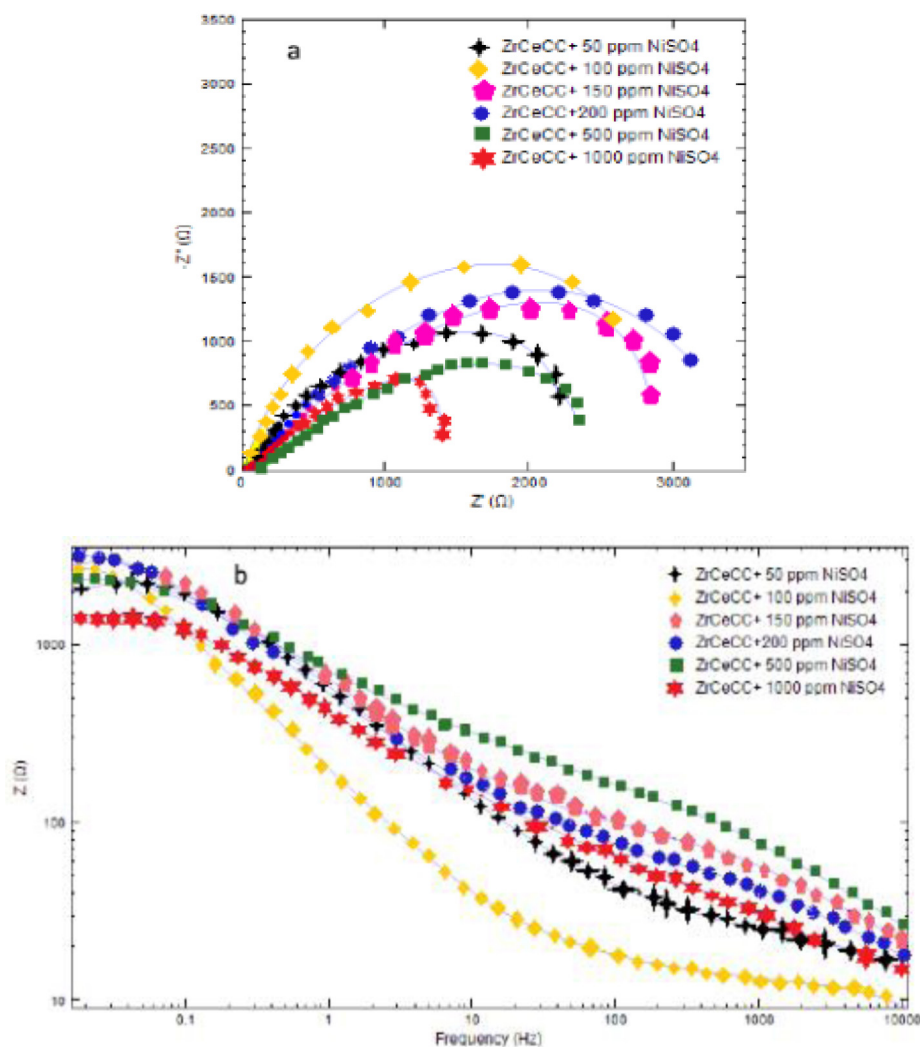 3500
a
ZrCeCC+ 50 ppm NiSO4
ZrCeCC+ 100 ppm NiSO4
3000
ZrCeCC+ 150 ppm NiSO4
ZrCeCC+200 ppm NiSO4
ZrCeCC+ 500 ppm NiSO4
2500
ZrCeCC+ 1000 ppm NiSO4
-Z" (Ω)
2000
1500
1000
500
0
0
1000
2000
3000
Z' (Ω)
b
ZrCeCC+ 50 ppm NiSO4
ZrCeCC+ 100 ppm NiSO4
ZrCeCC+ 150 ppm NiSO4
ZrCeCC+200 ppm NiSO4
1000
ZrCeCC+ 500 ppm NiSO4
ZrCeCC+ 1000 ppm NiSO4
Z (Ω)
100
10
0.1
1
10
100
1000
10000
Frequency (Hz)